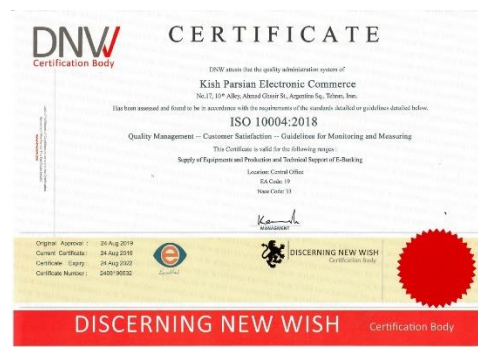 DNW
Certification Body
CERTIFICATE
DNW attests that the quality administration system of
Kish Parsian Electronic Commerce
No.17, 10th Alley, Ahmad Ghasir St., Argentina Sq., Tehran, Iran.
Has been assessed and found to be in accordance with the requirements of the standards detailed or guidelines detailed below.
ISO 10004:2018
Quality Management -- Customer Satisfaction -- Guidelines for Monitoring and Measuring
This Certificate is valid for the following ranges :
Supply of Equipments and Production and Technical Support of E-Banking
Location: Central Office
EA Code: 19
Nace Code: 33
MANAGEMENT
Original Approval : 24 Aug 2019
Current Certificate : 24 Aug 2019
Certificate Expiry : 24 Aug 2022
Certificate Number :
DISCERNING NEW WISH
Certification Body
DISCERNING NEW WISH Certification Body